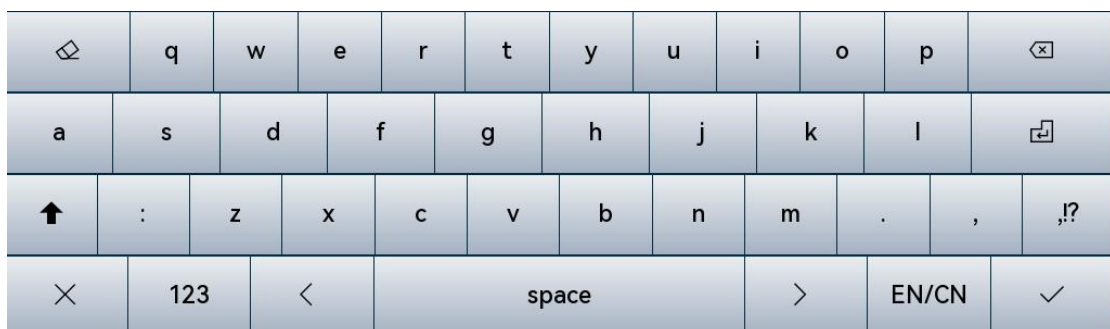 q w e r t y u i o p
a s d f g h j k l
: z x c v b n m . , ,!?
123 < space > EN/CN